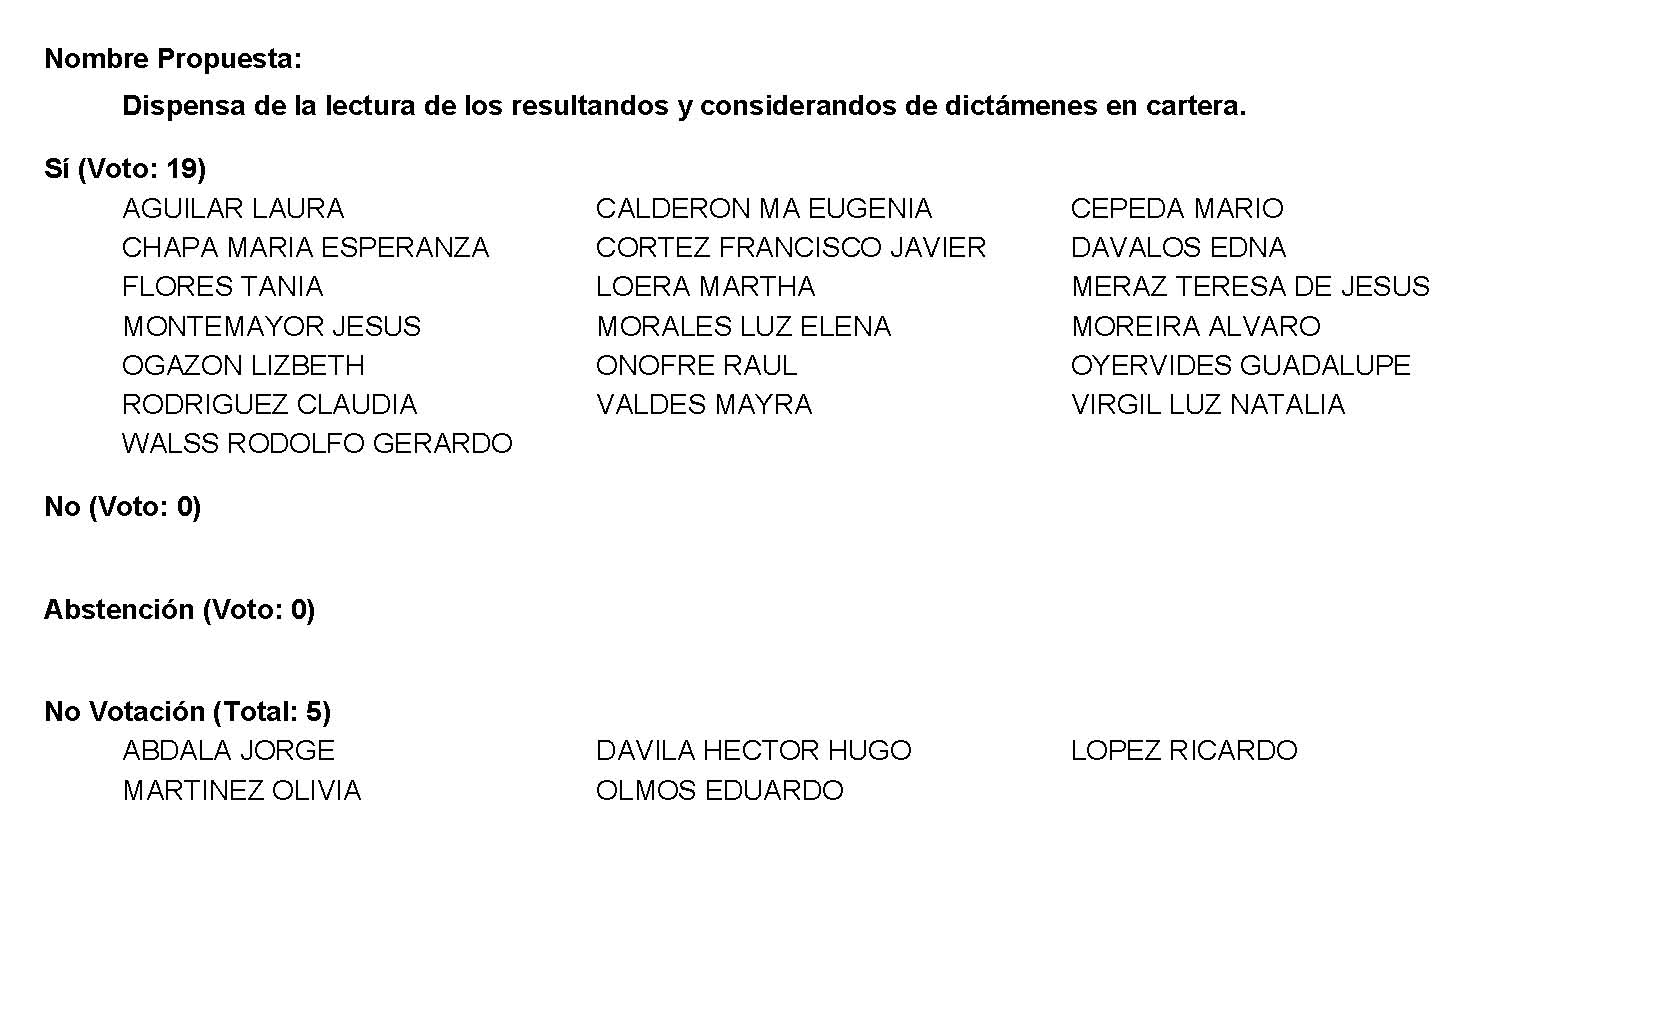 Nombre Propuesta:
Dispensa de la lectura de los resultandos y considerandos de dictámenes en cartera.
Sí (Voto: 19)
AGUILAR LAURA CALDERON MA EUGENIA CEPEDA MARIO
CHAPA MARIA ESPERANZA CORTEZ FRANCISCO JAVIER DAVALOS EDNA
FLORES TANIA LOERA MARTHA MERAZ TERESA DE JESUS
MONTEMAYOR JESUS MORALES LUZ ELENA MOREIRA ALVARO
OGAZON LIZBETH ONOFRE RAUL OYERVIDES GUADALUPE
RODRIGUEZ CLAUDIA VALDES MAYRA VIRGIL LUZ NATALIA
WALSS RODOLFO GERARDO
No (Voto: 0)
Abstención (Voto: 0)
No Votación (Total: 5)
ABDALA JORGE DAVILA HECTOR HUGO LOPEZ RICARDO
MARTINEZ OLIVIA OLMOS EDUARDO